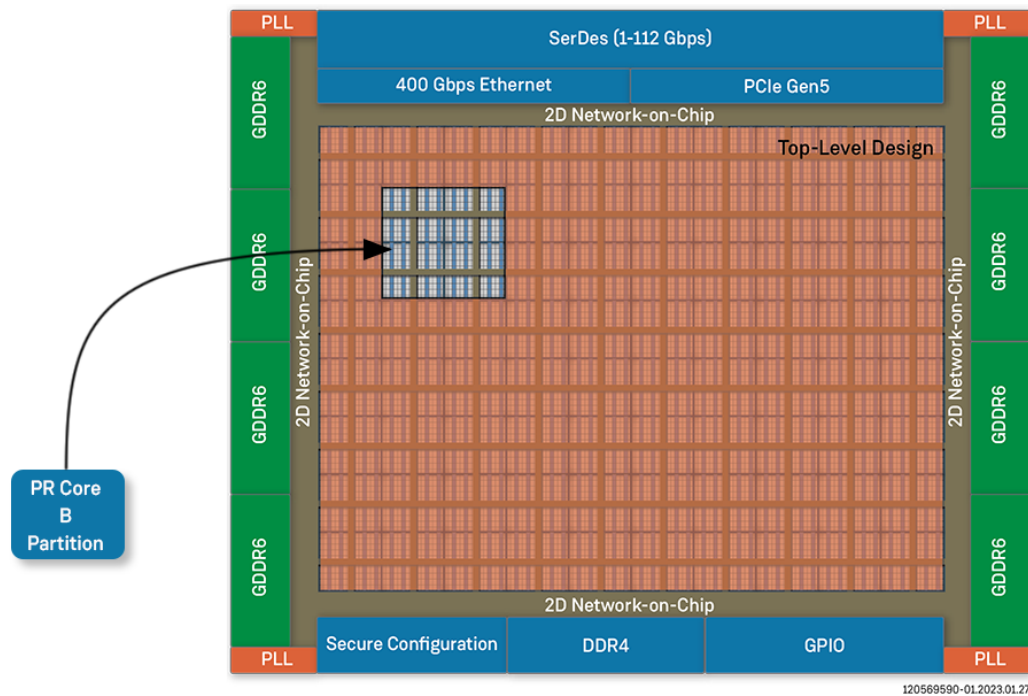 PLL
SerDes (1-112 Gbps)
PLL
400 Gbps Ethernet
PCIe Gen5
GDDR6
2D Network-on-Chip
GDDR6
Top-Level Design
GDDR6
2D Network-on-Chip
2D Network-on-Chip
GDDR6
GDDR6
GDDR6
PR Core
B
Partition
GDDR6
GDDR6
2D Network-on-Chip
Secure Configuration
DDR4
GPIO
PLL
PLL
120569590-01.2023.01.27